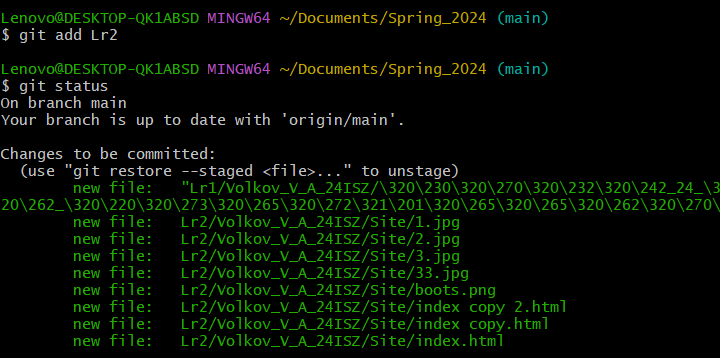 Lenovo@DESKTOP-QK1ABSD MINGW64 ~/Documents/Spring_2024 (main)
$ git add Lr2
Lenovo@DESKTOP-QK1ABSD MINGW64 ~/Documents/Spring_2024 (main)
$ git status
On branch main
Your branch is up to date with 'origin/main'.
Changes to be committed:
(use "git restore --staged <file>..." to unstage)
new file: "Lr1/Volkov_V_A_24ISZ/\320\230\320\270\320\232\320\242_24_\3
20\262_\320\220\320\273\320\265\320\272\321\201\320\265\320\265\320\262\320\270\
new file: Lr2/Volkov_V_A_24ISZ/Site/1.jpg
new file: Lr2/Volkov_V_A_24ISZ/Site/2.jpg
new file: Lr2/Volkov_V_A_24ISZ/Site/3.jpg
new file: Lr2/Volkov_V_A_24ISZ/Site/33.jpg
new file: Lr2/Volkov_V_A_24ISZ/Site/boots.png
new file: Lr2/Volkov_V_A_24ISZ/Site/index copy 2.html
new file: Lr2/Volkov_V_A_24ISZ/Site/index copy.html
new file: Lr2/Volkov_V_A_24ISZ/Site/index.html